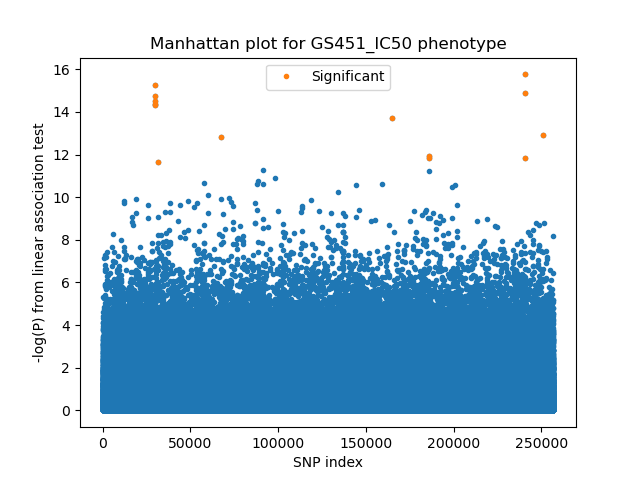 Manhattan plot for GS451_IC50 phenotype
Significant
-log(P) from linear association test
16
14
12
10
8
6
4
2
0
0 50000 100000 150000 200000 250000
SNP index